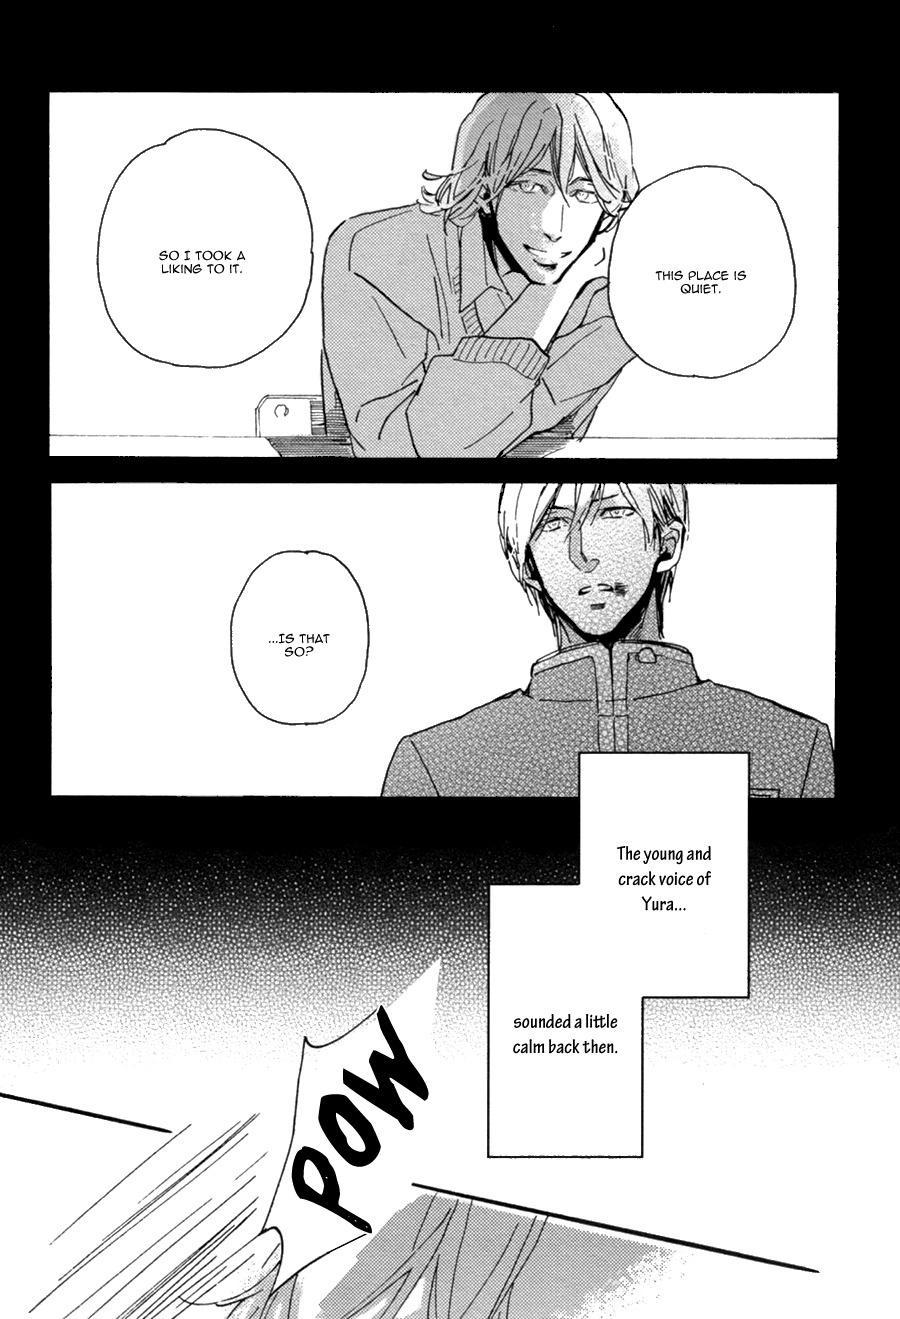 THIS PLACE IS
QUIET.
SO I TOOK A
LIKING TO IT.
...IS THAT
SO?
The young and
crack voice of
Yura...
sounded a little
calm back then.
POW